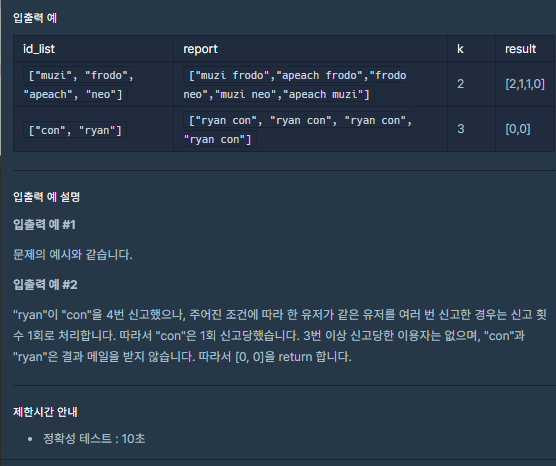 입출력 예
id_list report k result
["muzi", "frodo", ["muzi frodo","apeach frodo","frodo 2 [2,1,1,0]
"apeach", "neo"] neo","muzi neo","apeach muzi"]
["con", "ryan"] ["ryan con", "ryan con", "ryan con", 3 [0,0]
"ryan con"]
입출력 예 설명
입출력 예 #1
문제의 예시와 같습니다.
입출력 예 #2
"ryan"이 "con"을 4번 신고했으나, 주어진 조건에 따라 한 유저가 같은 유저를 여러 번 신고한 경우는 신고 횟
수 1회로 처리합니다. 따라서 "con"은 1회 신고당했습니다. 3번 이상 신고당한 이용자는 없으며, "con"과
"ryan"은 결과 메일을 받지 않습니다. 따라서 [0, 0]을 return 합니다.
제한시간 안내
• 정확성 테스트 : 10초